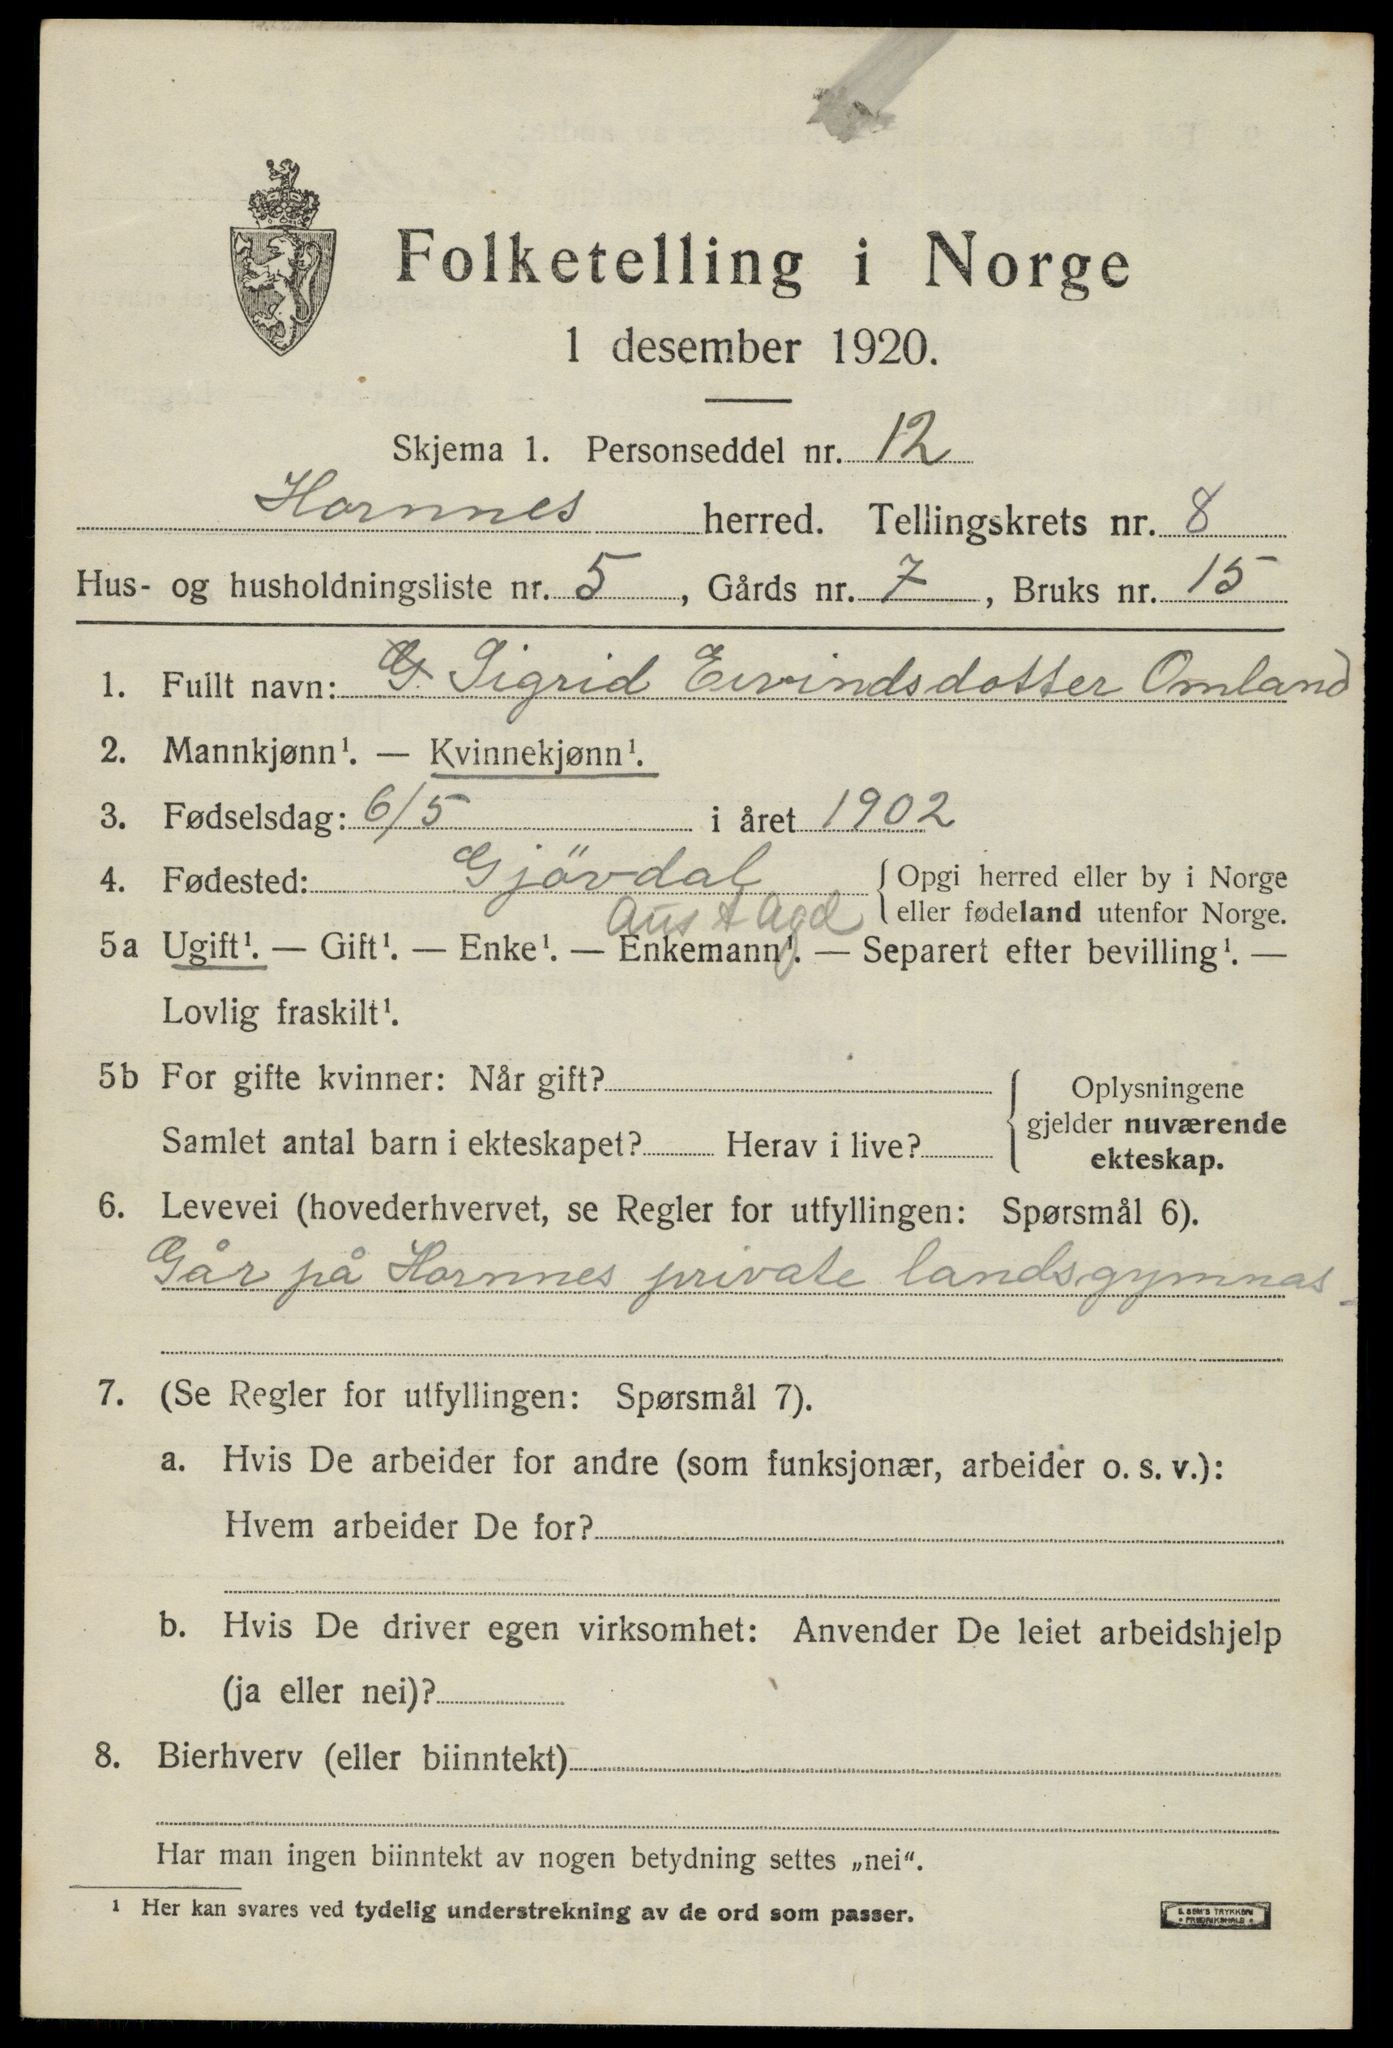 Folketelling i Norge
1 desember 1920.
Skjema 1. Personseddel nr. 12
Hornnes herred. Tellingskrets nr. 8
Hus- og husholdningsliste nr. 5, Gårds nr. 7, Bruks nr. 15
1. Fullt navn: Sigrid Eivindsdotter Omland
2. Mannkjønn¹. — Kvinnekjønn¹.
3. Fødselsdag: 6/5 i året 1902
4. Fødested: Gjövdal { Opgi herred eller by i Norge
Aust Agd { eller fødeland utenfor Norge.
5a Ugift¹. — Gift¹. — Enke¹. — Enkemann¹. — Separert efter bevilling¹. —
Lovlig fraskilt¹.
5b For gifte kvinner: Når gift? { Oplysningene
gjelder nuværende
Samlet antal barn i ekteskapet? Herav i live? ekteskap.
6. Levevei (hovederhvervet, se Regler for utfyllingen: Spørsmål 6).
Går på Hornnes private landsgymnas
7. (Se Regler for utfyllingen: Spørsmål 7).
a. Hvis De arbeider for andre (som funksjonær, arbeider o. s. v.):
Hvem arbeider De for?
b. Hvis De driver egen virksomhet: Anvender De leiet arbeidshjelp
(ja eller nei)?
8. Bierhverv (eller biinntekt)
Har man ingen biinntekt av nogen betydning settes „nei“.
¹ Her kan svares ved tydelig understrekning av de ord som passer.
E. SEM'S TRYKKERI
• FREDRIKSHALD •